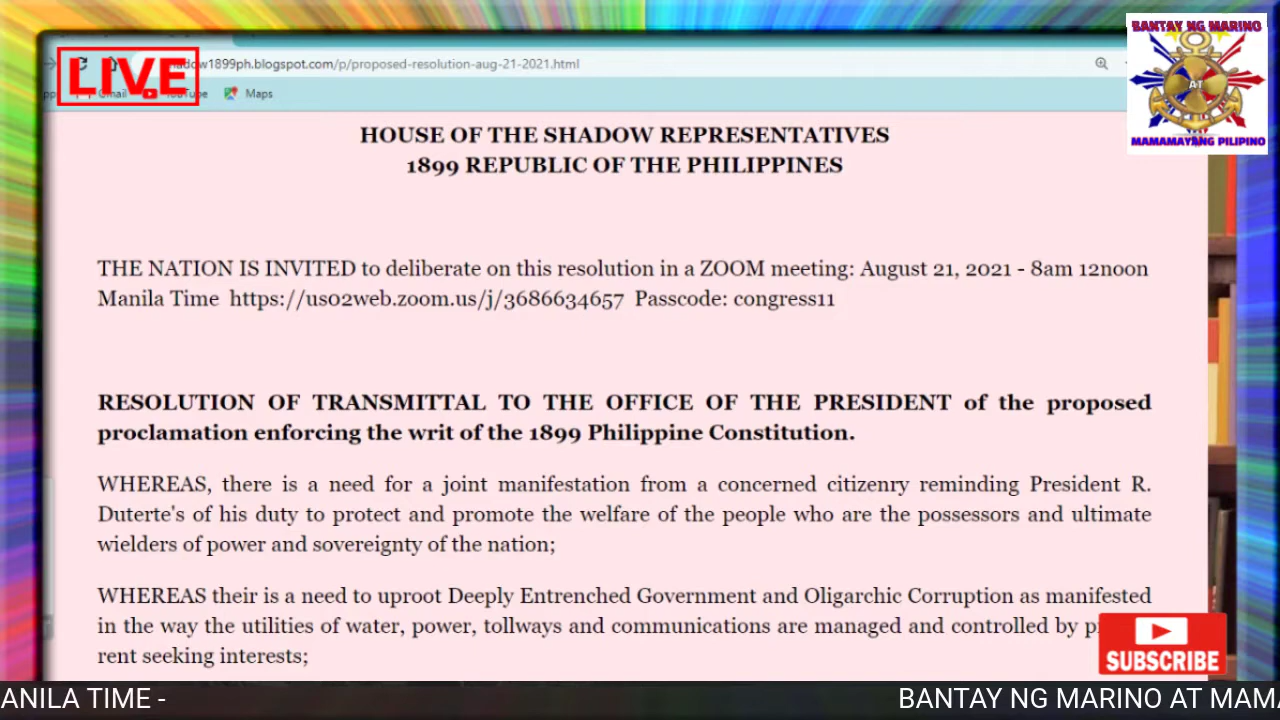 LIVE
BANTAY NG MARINO
AT
MAMAMAYANG PILIPINO
adow1899ph.blogspot.com/p/proposed-resolution-aug-21-2021.html
Gmail YouTube Maps
HOUSE OF THE SHADOW REPRESENTATIVES
1899 REPUBLIC OF THE PHILIPPINES
THE NATION IS INVITED to deliberate on this resolution in a ZOOM meeting: August 21, 2021 - 8am 12noon
Manila Time https://us02web.zoom.us/j/3686634657 Passcode: congress11
RESOLUTION OF TRANSMITTAL TO THE OFFICE OF THE PRESIDENT of the proposed
proclamation enforcing the writ of the 1899 Philippine Constitution.
WHEREAS, there is a need for a joint manifestation from a concerned citizenry reminding President R.
Duterte's of his duty to protect and promote the welfare of the people who are the possessors and ultimate
wielders of power and sovereignty of the nation;
WHEREAS their is a need to uproot Deeply Entrenched Government and Oligarchic Corruption as manifested
in the way the utilities of water, power, tollways and communications are managed and controlled by
rent seeking interests;
SUBSCRIBE
ANILA TIME - BANTAY NG MARINO AT MAMA